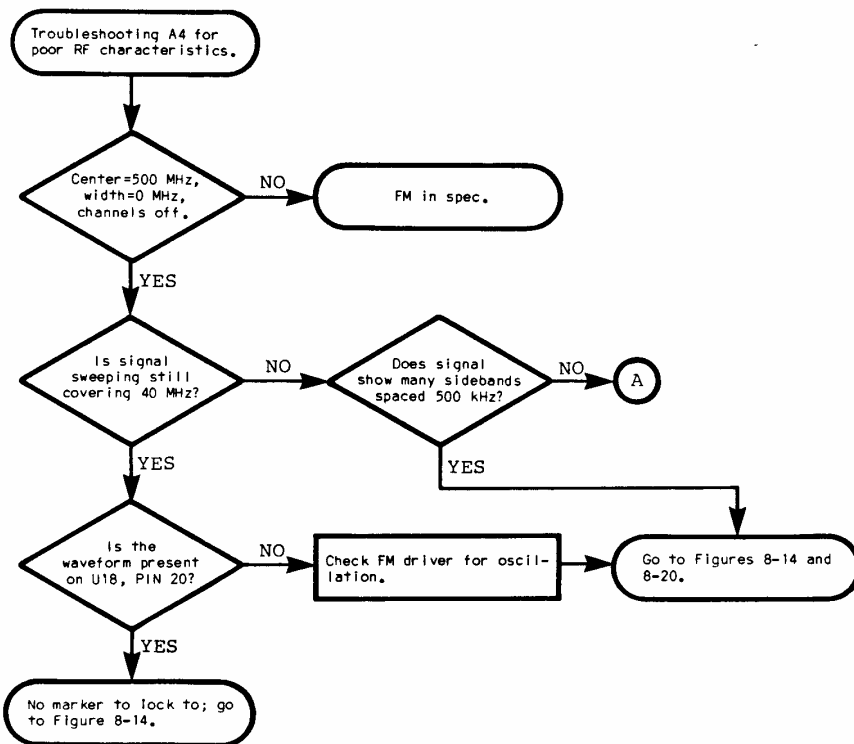 Troubleshooting A4 for
poor RF characteristics.
Center=500 MHz,
width=0 MHz,
channels off.
NO
FM in spec.
YES
Is signal
sweeping still
covering 40 MHz?
NO
Does signal
show many sidebands
spaced 500 kHz?
NO
A
YES
YES
Is the
waveform present
on U18, PIN 20?
NO
Check FM driver for oscil-
lation.
Go to Figures 8-14 and
8-20.
YES
No marker to lock to; go
to Figure 8-14.